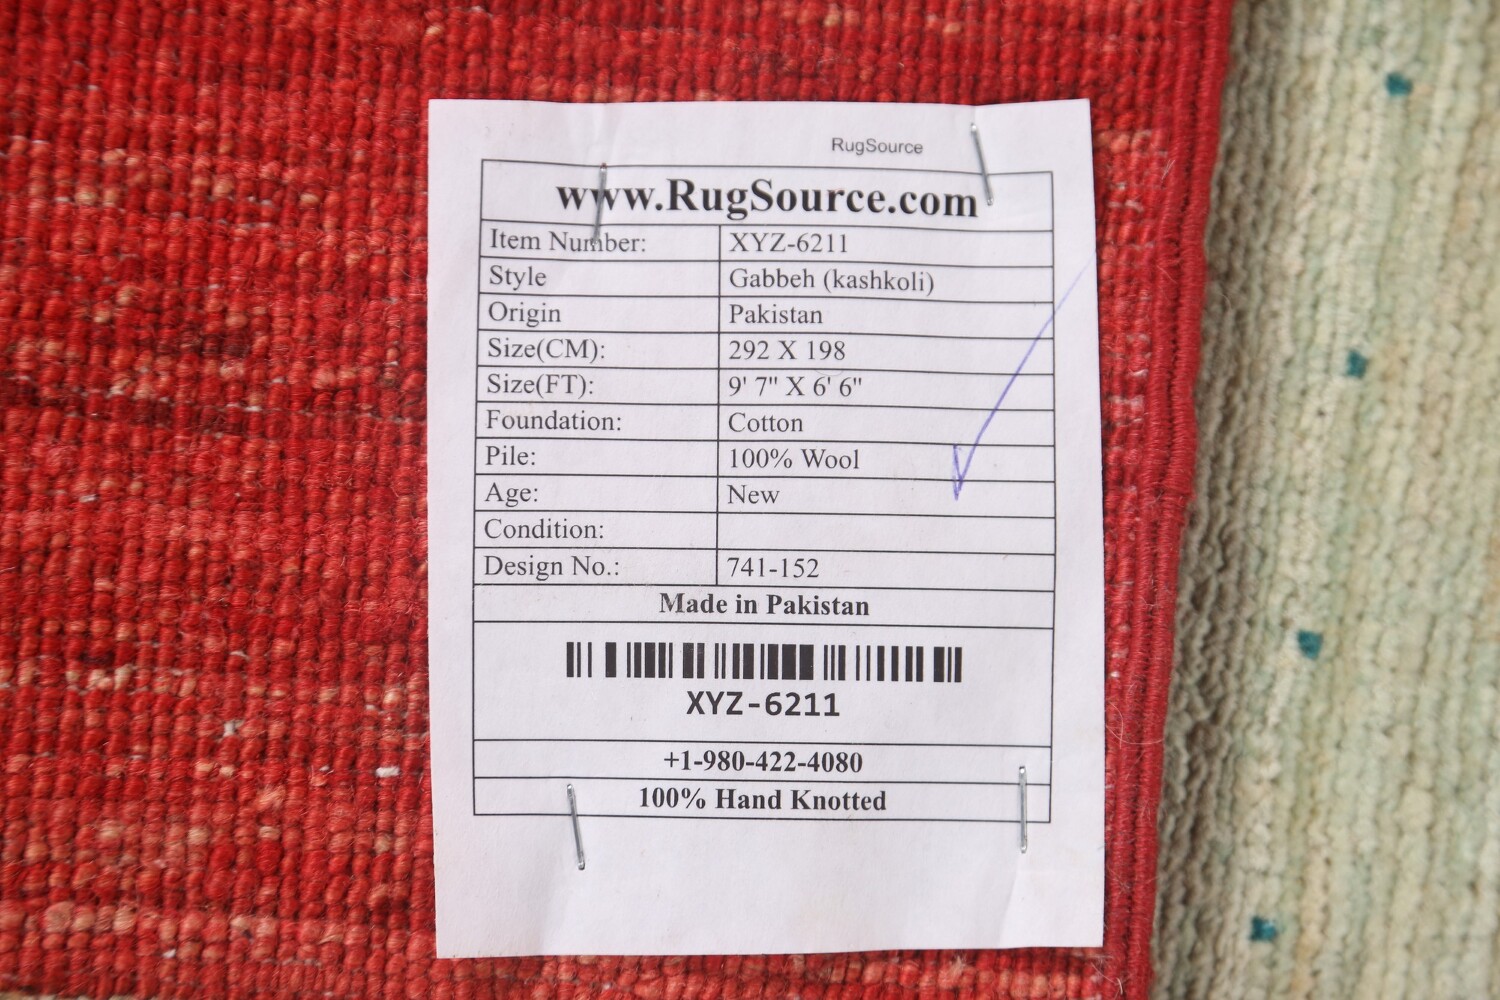 RugSource
www.RugSource.com
Item Number: XYZ-6211
Style Gabbeh (kashkoli)
Origin Pakistan
Size(CM): 292 X 198
Size(FT): 9' 7" X 6' 6"
Foundation: Cotton
Pile: 100% Wool
Age: New
Condition:
Design No.: 741-152
Made in Pakistan
XYZ-6211
+1-980-422-4080
100% Hand Knotted